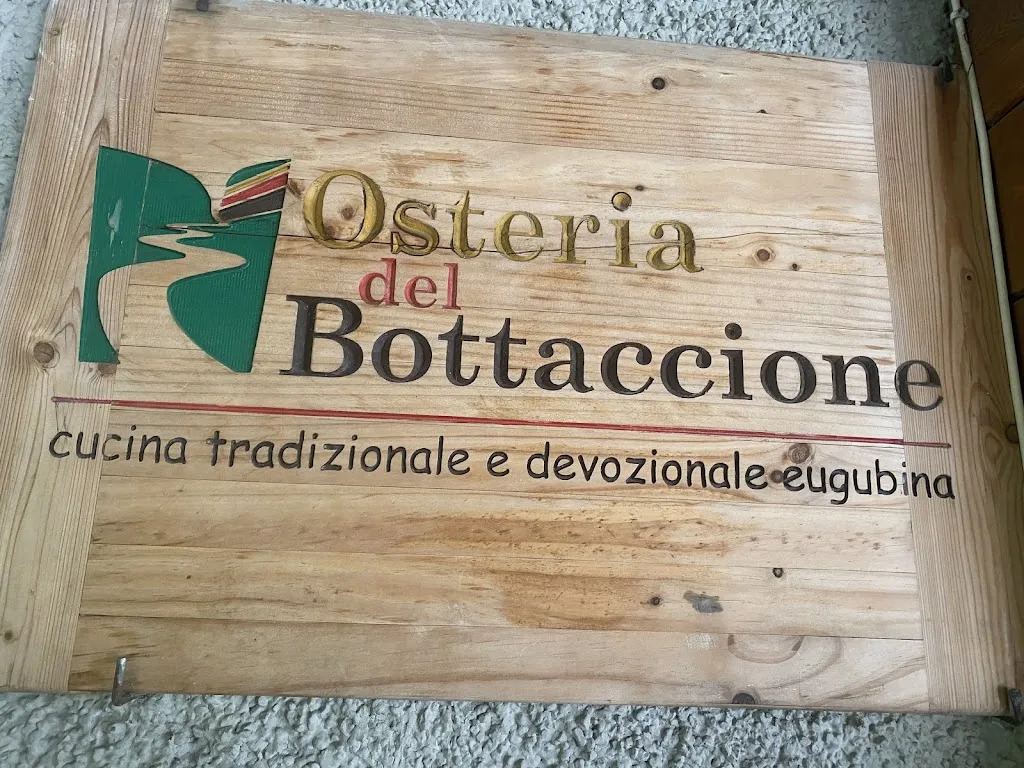 Osteria
del
Bottaccione
cucina tradizionale e devozionale eugubina